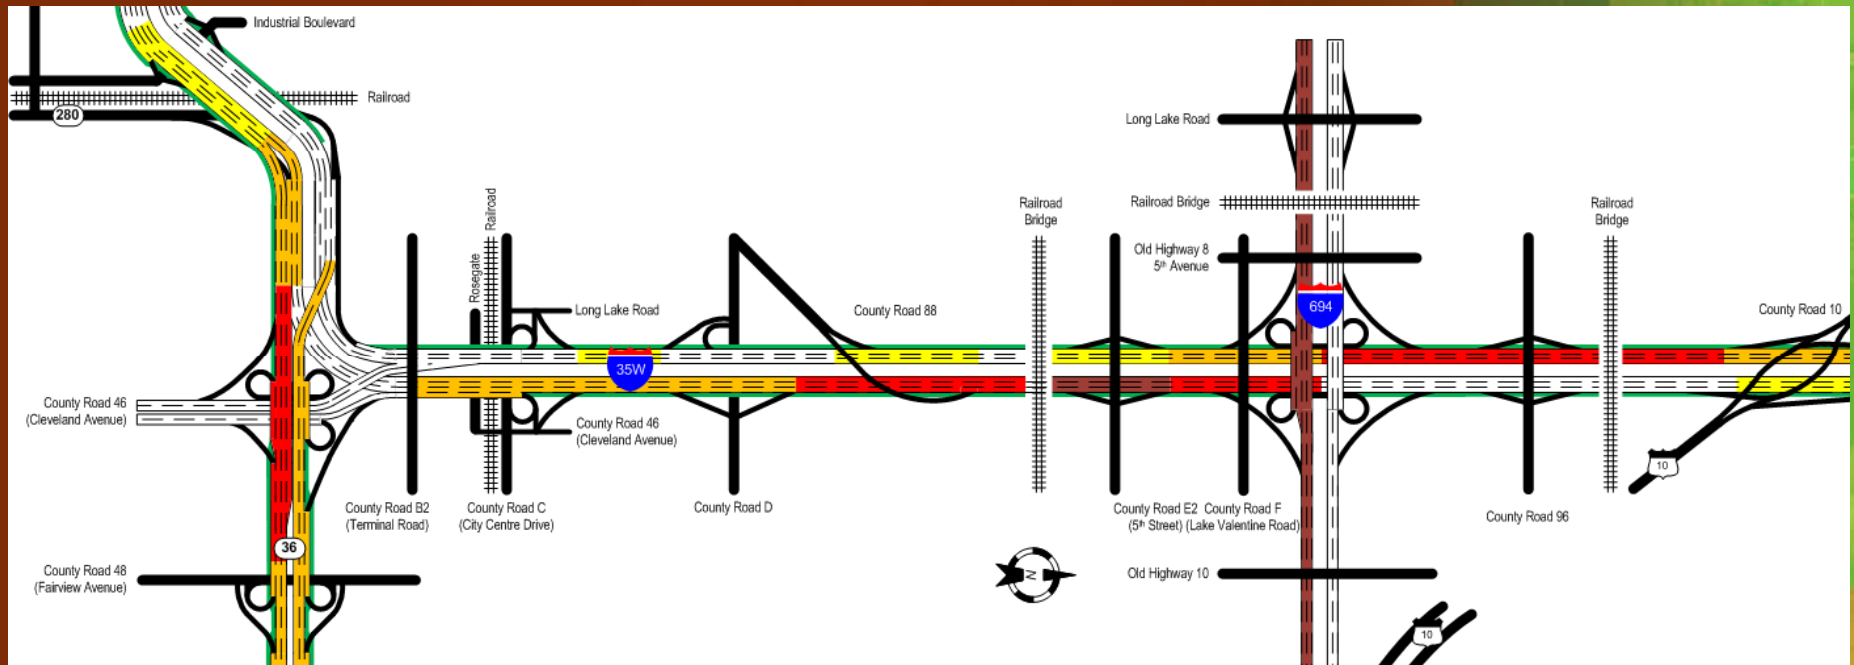 Industrial Boulevard
Railroad
280
Long Lake Road
Railroad
Railroad Bridge
Railroad
Bridge
Railroad
Bridge
Old Highway 8
5th Avenue
Rosegate
Long Lake Road
County Road 88
694
County Road 10
35W
County Road 46
(Cleveland Avenue)
County Road 46
(Cleveland Avenue)
10
County Road B2
(Terminal Road)
County Road C
(City Centre Drive)
County Road D
County Road E2
(5th Street)
County Road F
(Lake Valentine Road)
County Road 96
36
County Road 48
(Fairview Avenue)
N
Old Highway 10
10